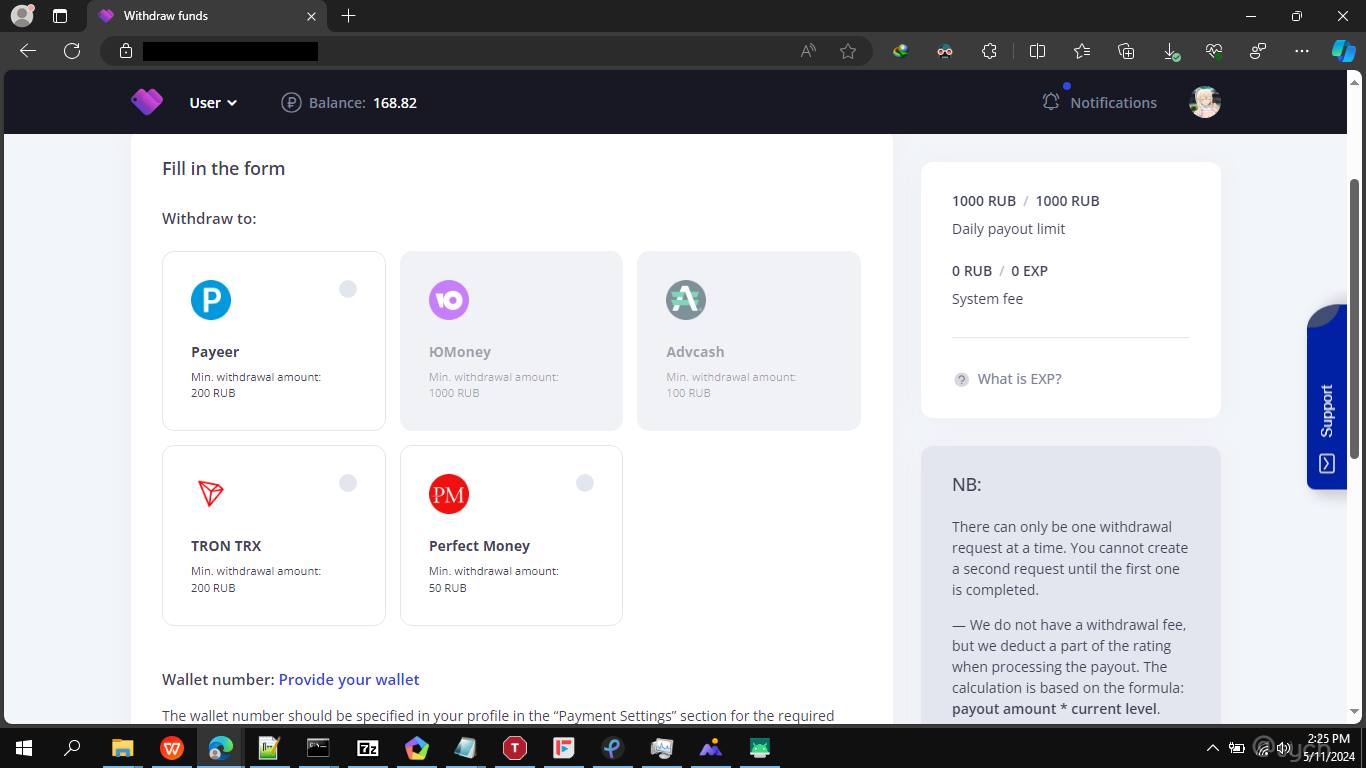 Withdraw funds
User
Balance: 168.82
Notifications
Fill in the form
Withdraw to:
P
Payeer
Min. withdrawal amount:
200 RUB
Ю
ЮMoney
Min. withdrawal amount:
1000 RUB
Advcash
Min. withdrawal amount:
100 RUB
TRON TRX
Min. withdrawal amount:
200 RUB
PM
Perfect Money
Min. withdrawal amount:
50 RUB
Wallet number: Provide your wallet
The wallet number should be specified in your profile in the “Payment Settings” section for the required
1000 RUB / 1000 RUB
Daily payout limit
0 RUB / 0 EXP
System fee
? What is EXP?
NB:
There can only be one withdrawal
request at a time. You cannot create
a second request until the first one
is completed.
— We do not have a withdrawal fee,
but we deduct a part of the rating
when processing the payout. The
calculation is based on the formula:
payout amount * current level.
Support
7z
T
2:25 PM
5/11/2024